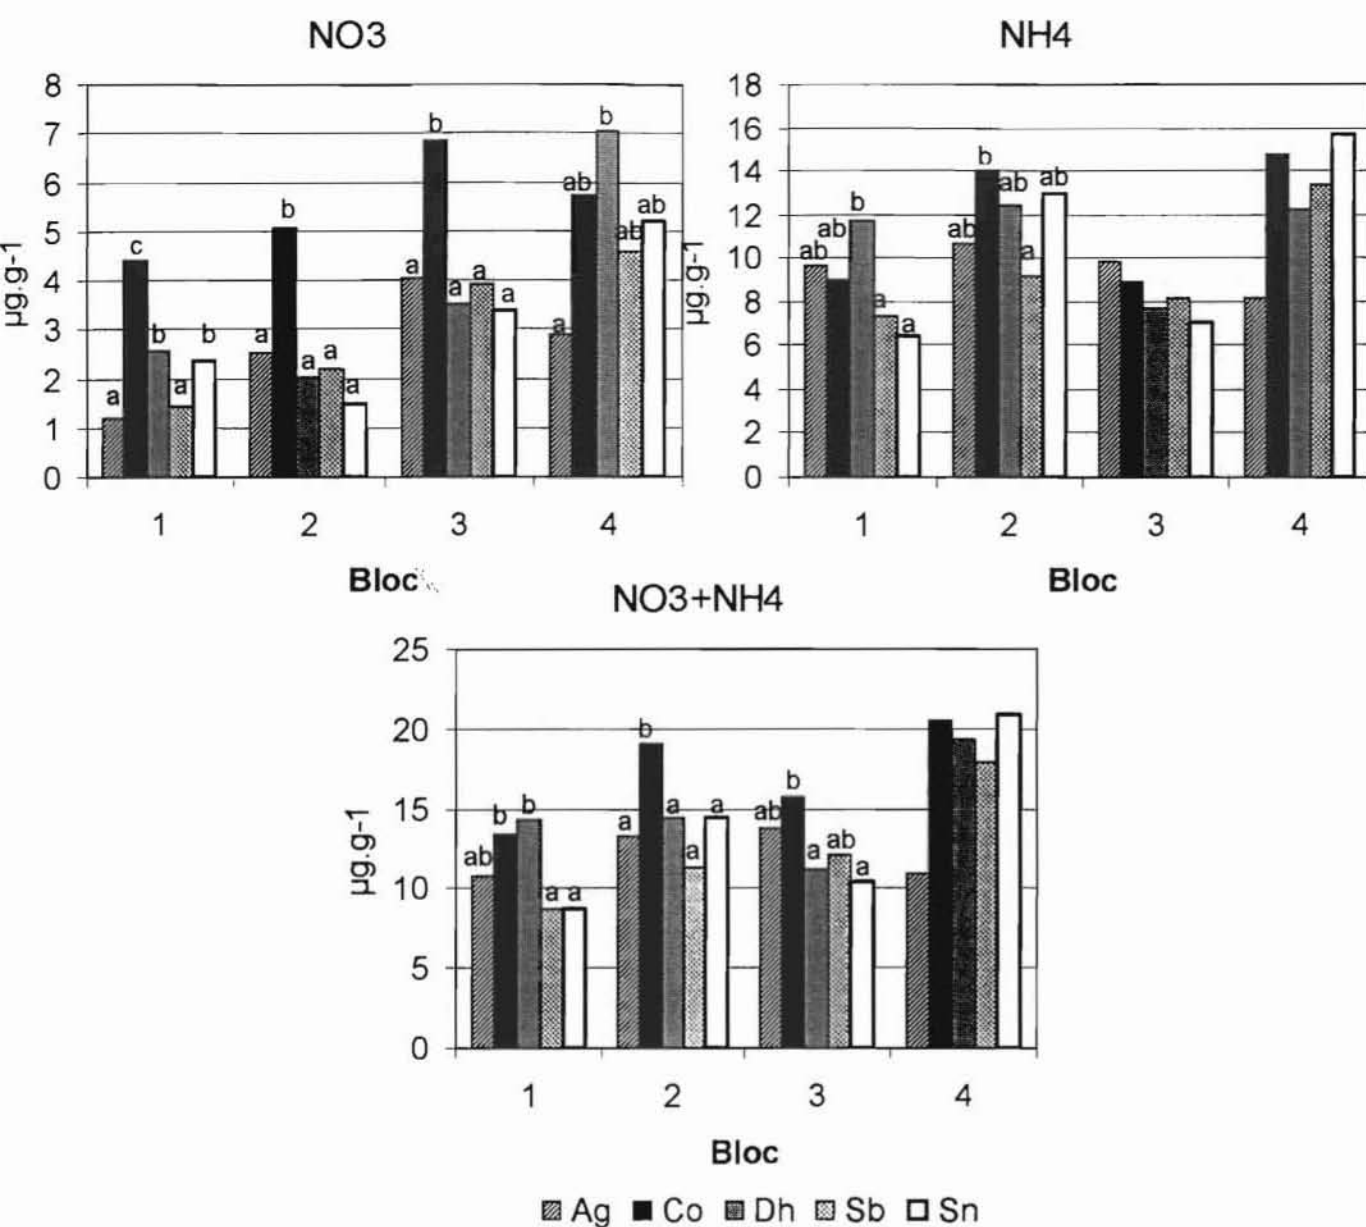 NO3
8
7
6
5
4
3
2
1
0
µg.g-1
a c b a b
a b a a a
a b a a a
a ab b ab ab
1 2 3 4
Bloc
NH4
18
16
14
12
10
8
6
4
2
0
µg.g-1
ab ab b a a
ab b ab a ab
1 2 3 4
Bloc
NO3+NH4
25
20
15
10
5
0
µg.g-1
ab b b a a
a b a a a
ab b a ab a
1 2 3 4
Bloc
Ag Co Dh Sb Sn